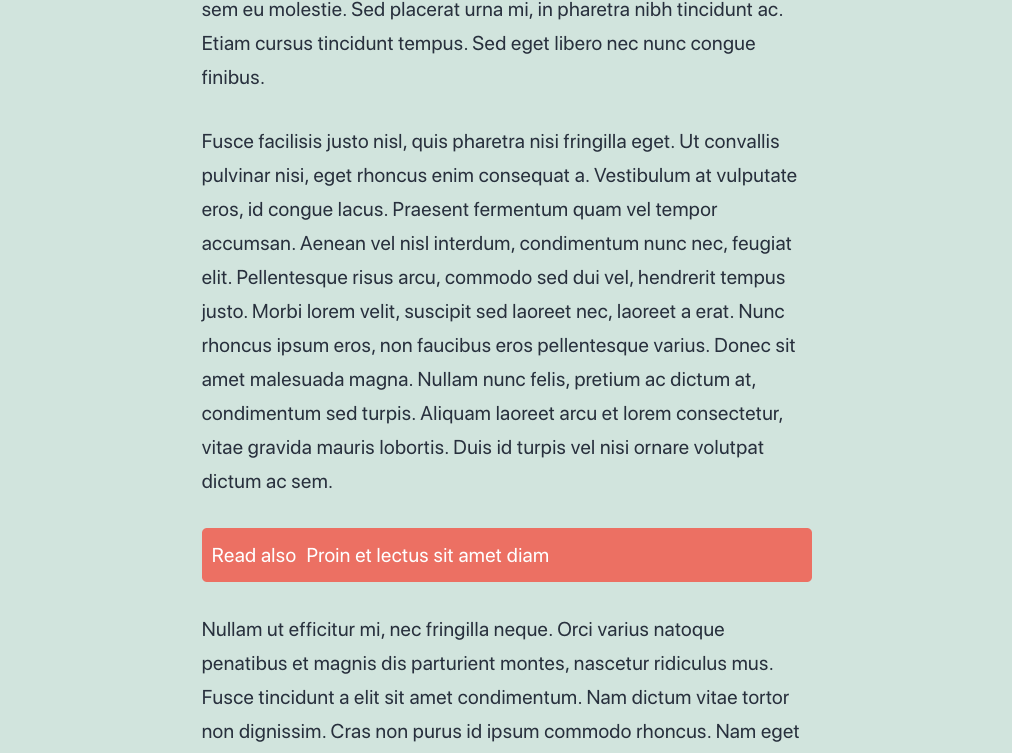 sem eu molestie. Sed placerat urna mi, in pharetra nibh tincidunt ac.
Etiam cursus tincidunt tempus. Sed eget libero nec nunc congue
finibus.
Fusce facilisis justo nisl, quis pharetra nisi fringilla eget. Ut convallis
pulvinar nisi, eget rhoncus enim consequat a. Vestibulum at vulputate
eros, id congue lacus. Praesent fermentum quam vel tempor
accumsan. Aenean vel nisl interdum, condimentum nunc nec, feugiat
elit. Pellentesque risus arcu, commodo sed dui vel, hendrerit tempus
justo. Morbi lorem velit, suscipit sed laoreet nec, laoreet a erat. Nunc
rhoncus ipsum eros, non faucibus eros pellentesque varius. Donec sit
amet malesuada magna. Nullam nunc felis, pretium ac dictum at,
condimentum sed turpis. Aliquam laoreet arcu et lorem consectetur,
vitae gravida mauris lobortis. Duis id turpis vel nisi ornare volutpat
dictum ac sem.
Read also Proin et lectus sit amet diam
Nullam ut efficitur mi, nec fringilla neque. Orci varius natoque
penatibus et magnis dis parturient montes, nascetur ridiculus mus.
Fusce tincidunt a elit sit amet condimentum. Nam dictum vitae tortor
non dignissim. Cras non purus id ipsum commodo rhoncus. Nam eget